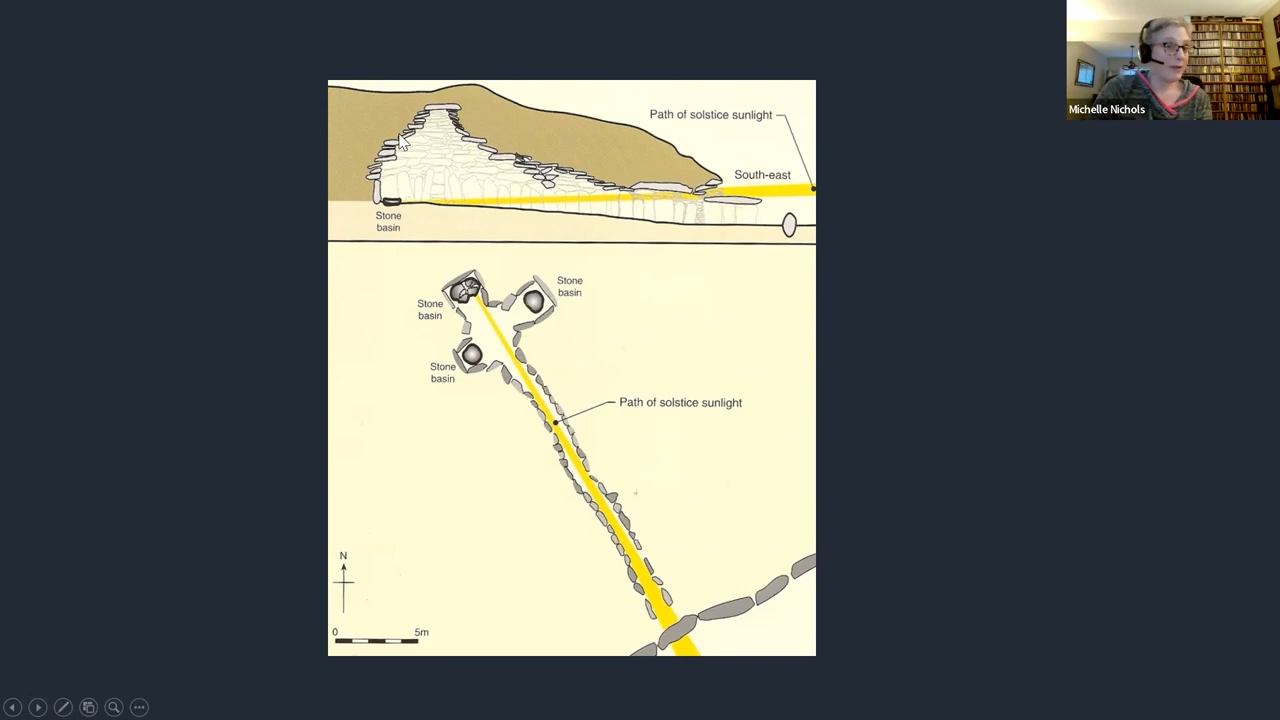 Michelle Nichols
Path of solstice sunlight
South-east
Stone
basin
Stone
basin
Stone
basin
Stone
basin
Path of solstice sunlight
N
0 5m